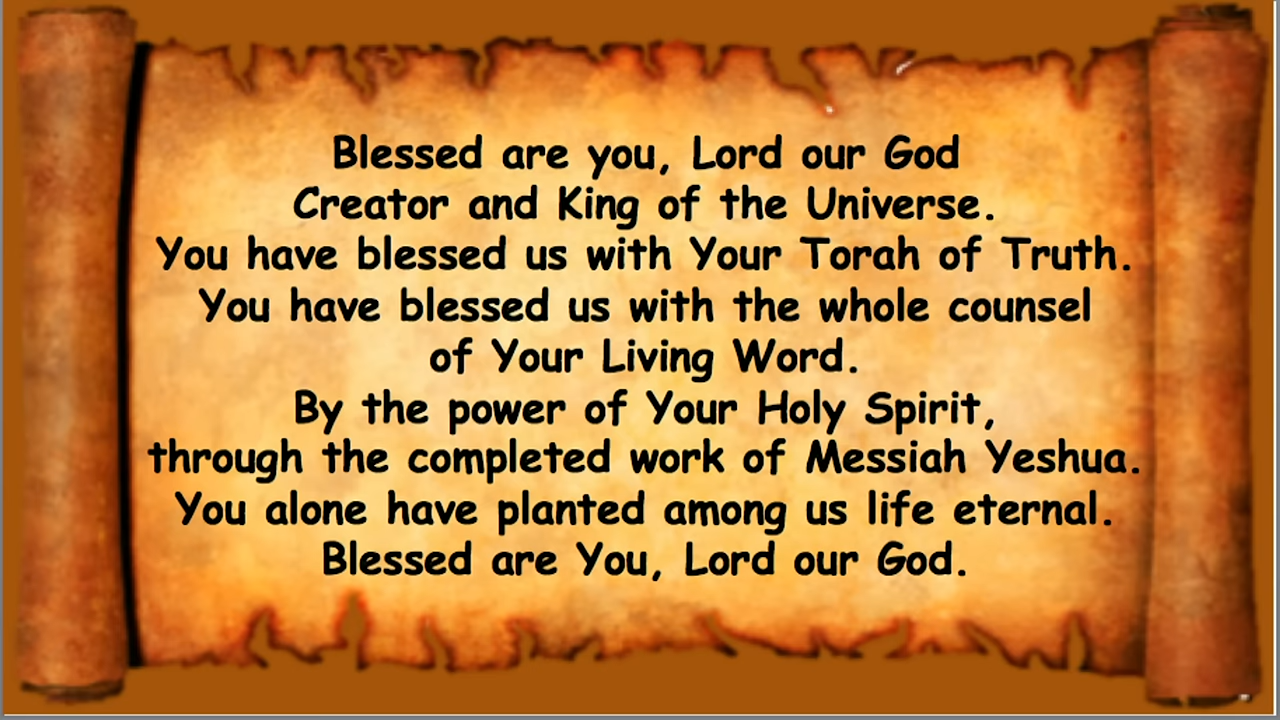 Blessed are you, Lord our God
Creator and King of the Universe.
You have blessed us with Your Torah of Truth.
You have blessed us with the whole counsel
of Your Living Word.
By the power of Your Holy Spirit,
through the completed work of Messiah Yeshua.
You alone have planted among us life eternal.
Blessed are You, Lord our God.